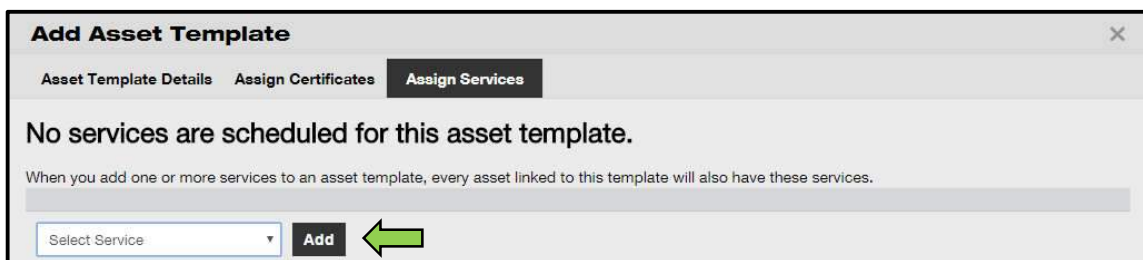 Add Asset Template
Asset Template Details Assign Certificates Assign Services
No services are scheduled for this asset template.
When you add one or more services to an asset template, every asset linked to this template will also have these services.
Select Service Add